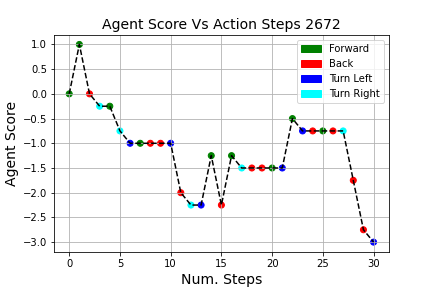 Agent Score Vs Action Steps 2672
Agent Score
1.0
0.5
0.0
−0.5
−1.0
−1.5
−2.0
−2.5
−3.0
Forward
Back
Turn Left
Turn Right
0 5 10 15 20 25 30
Num. Steps